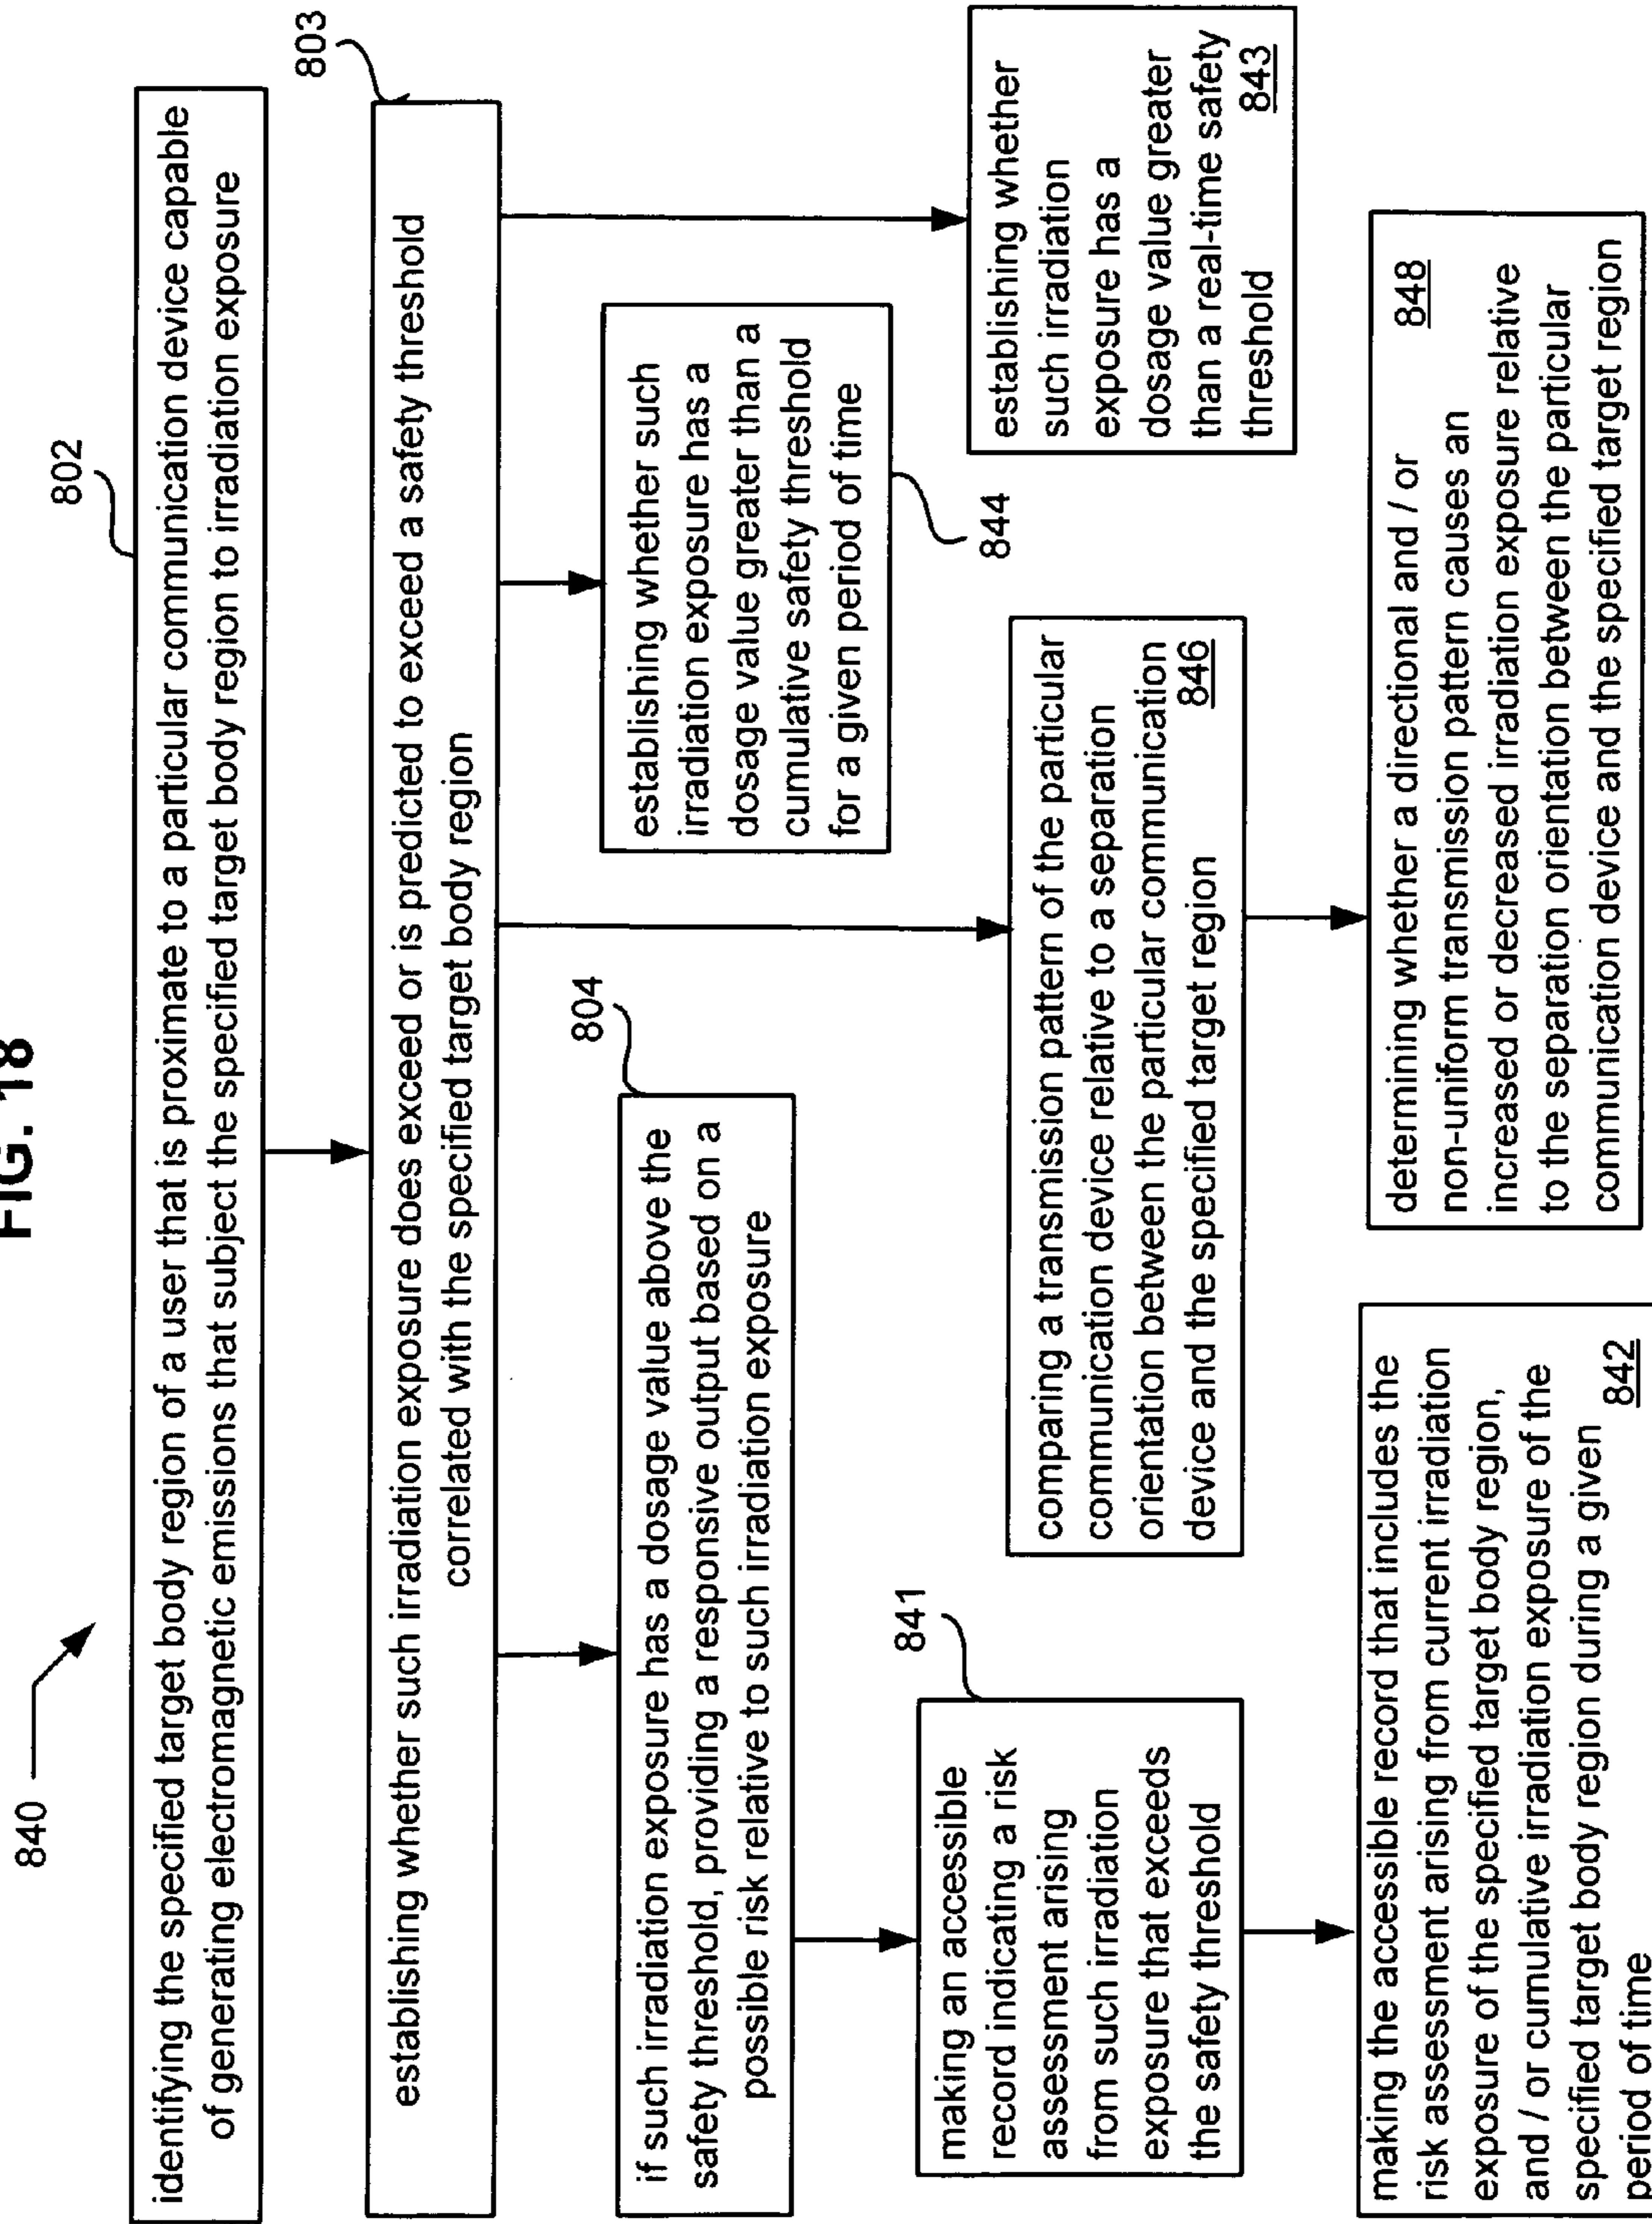 FIG. 18
840
802
identifying the specified target body region of a user that is proximate to a particular communication device capable
of generating electromagnetic emissions that subject the specified target body region to irradiation exposure
803
establishing whether such irradiation exposure does exceed or is predicted to exceed a safety threshold
correlated with the specified target body region
804
if such irradiation exposure has a dosage value above the
safety threshold, providing a responsive output based on a
possible risk relative to such irradiation exposure
establishing whether such
irradiation exposure has a
dosage value greater than a
cumulative safety threshold
for a given period of time
844
841
making an accessible
record indicating a risk
assessment arising
from such irradiation
exposure that exceeds
the safety threshold
comparing a transmission pattern of the particular
communication device relative to a separation
orientation between the particular communication
device and the specified target region
846
establishing whether
such irradiation
exposure has a
dosage value greater
than a real-time safety
threshold
843
making the accessible record that includes the
risk assessment arising from current irradiation
exposure of the specified target body region,
and / or cumulative irradiation exposure of the
specified target body region during a given
period of time
842
determining whether a directional and / or
non-uniform transmission pattern causes an
increased or decreased irradiation exposure relative
to the separation orientation between the particular
communication device and the specified target region
848